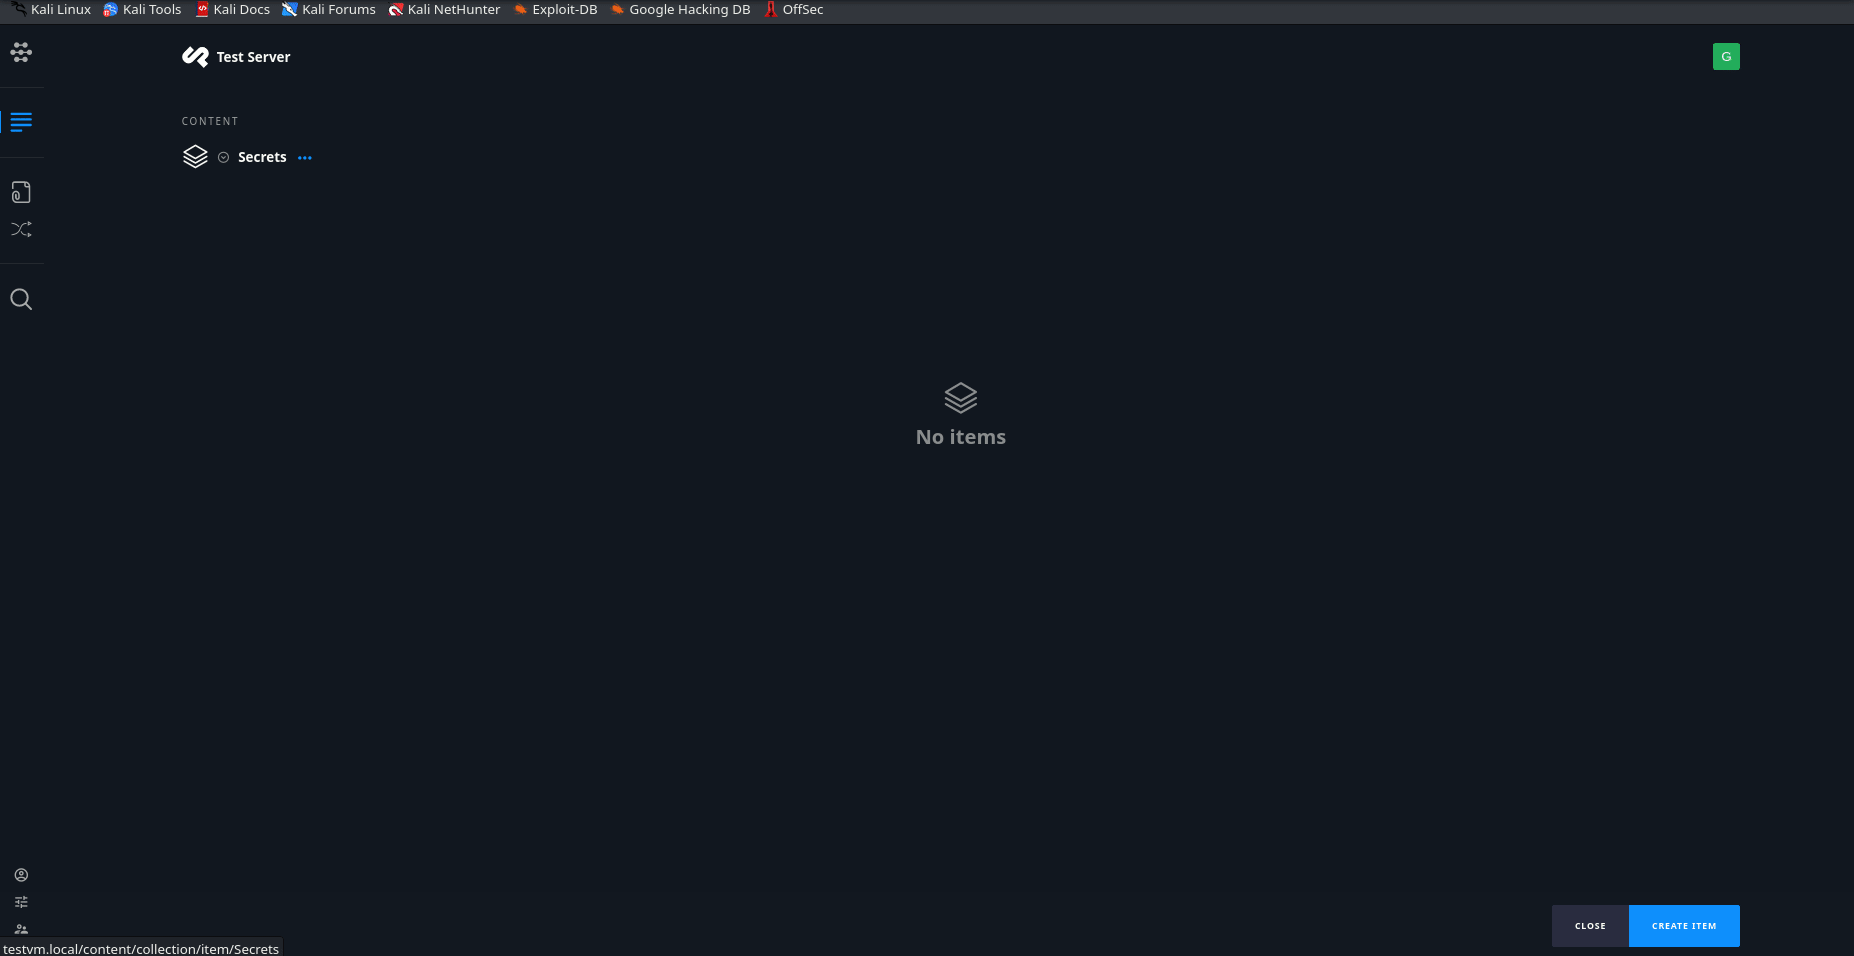 Kali Linux Kali Tools Kali Docs Kali Forums Kali NetHunter Exploit-DB Google Hacking DB OffSec
Test Server
G
CONTENT
Secrets
No items
CLOSE
CREATE ITEM
testvm.local/content/collection/item/Secrets